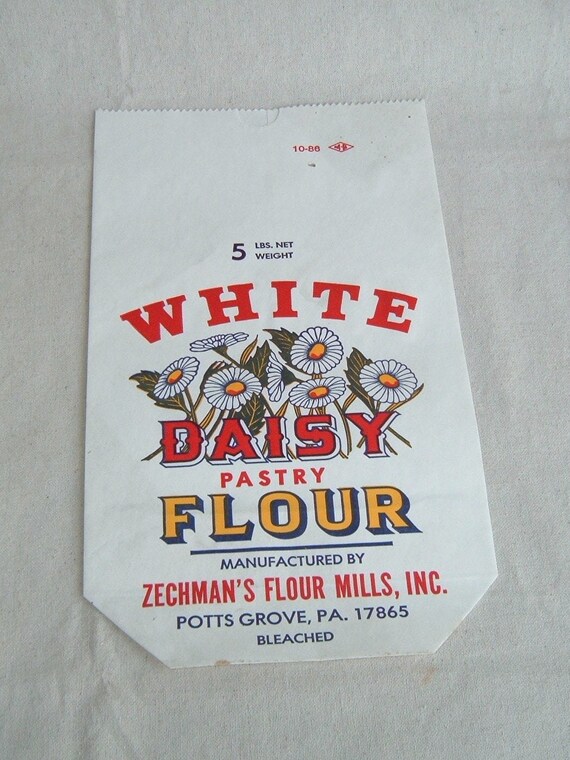 10-86
5 LBS. NET
WEIGHT
WHITE
DAISY
PASTRY
FLOUR
MANUFACTURED BY
ZECHMAN'S FLOUR MILLS, INC.
POTTS GROVE, PA. 17865
BLEACHED